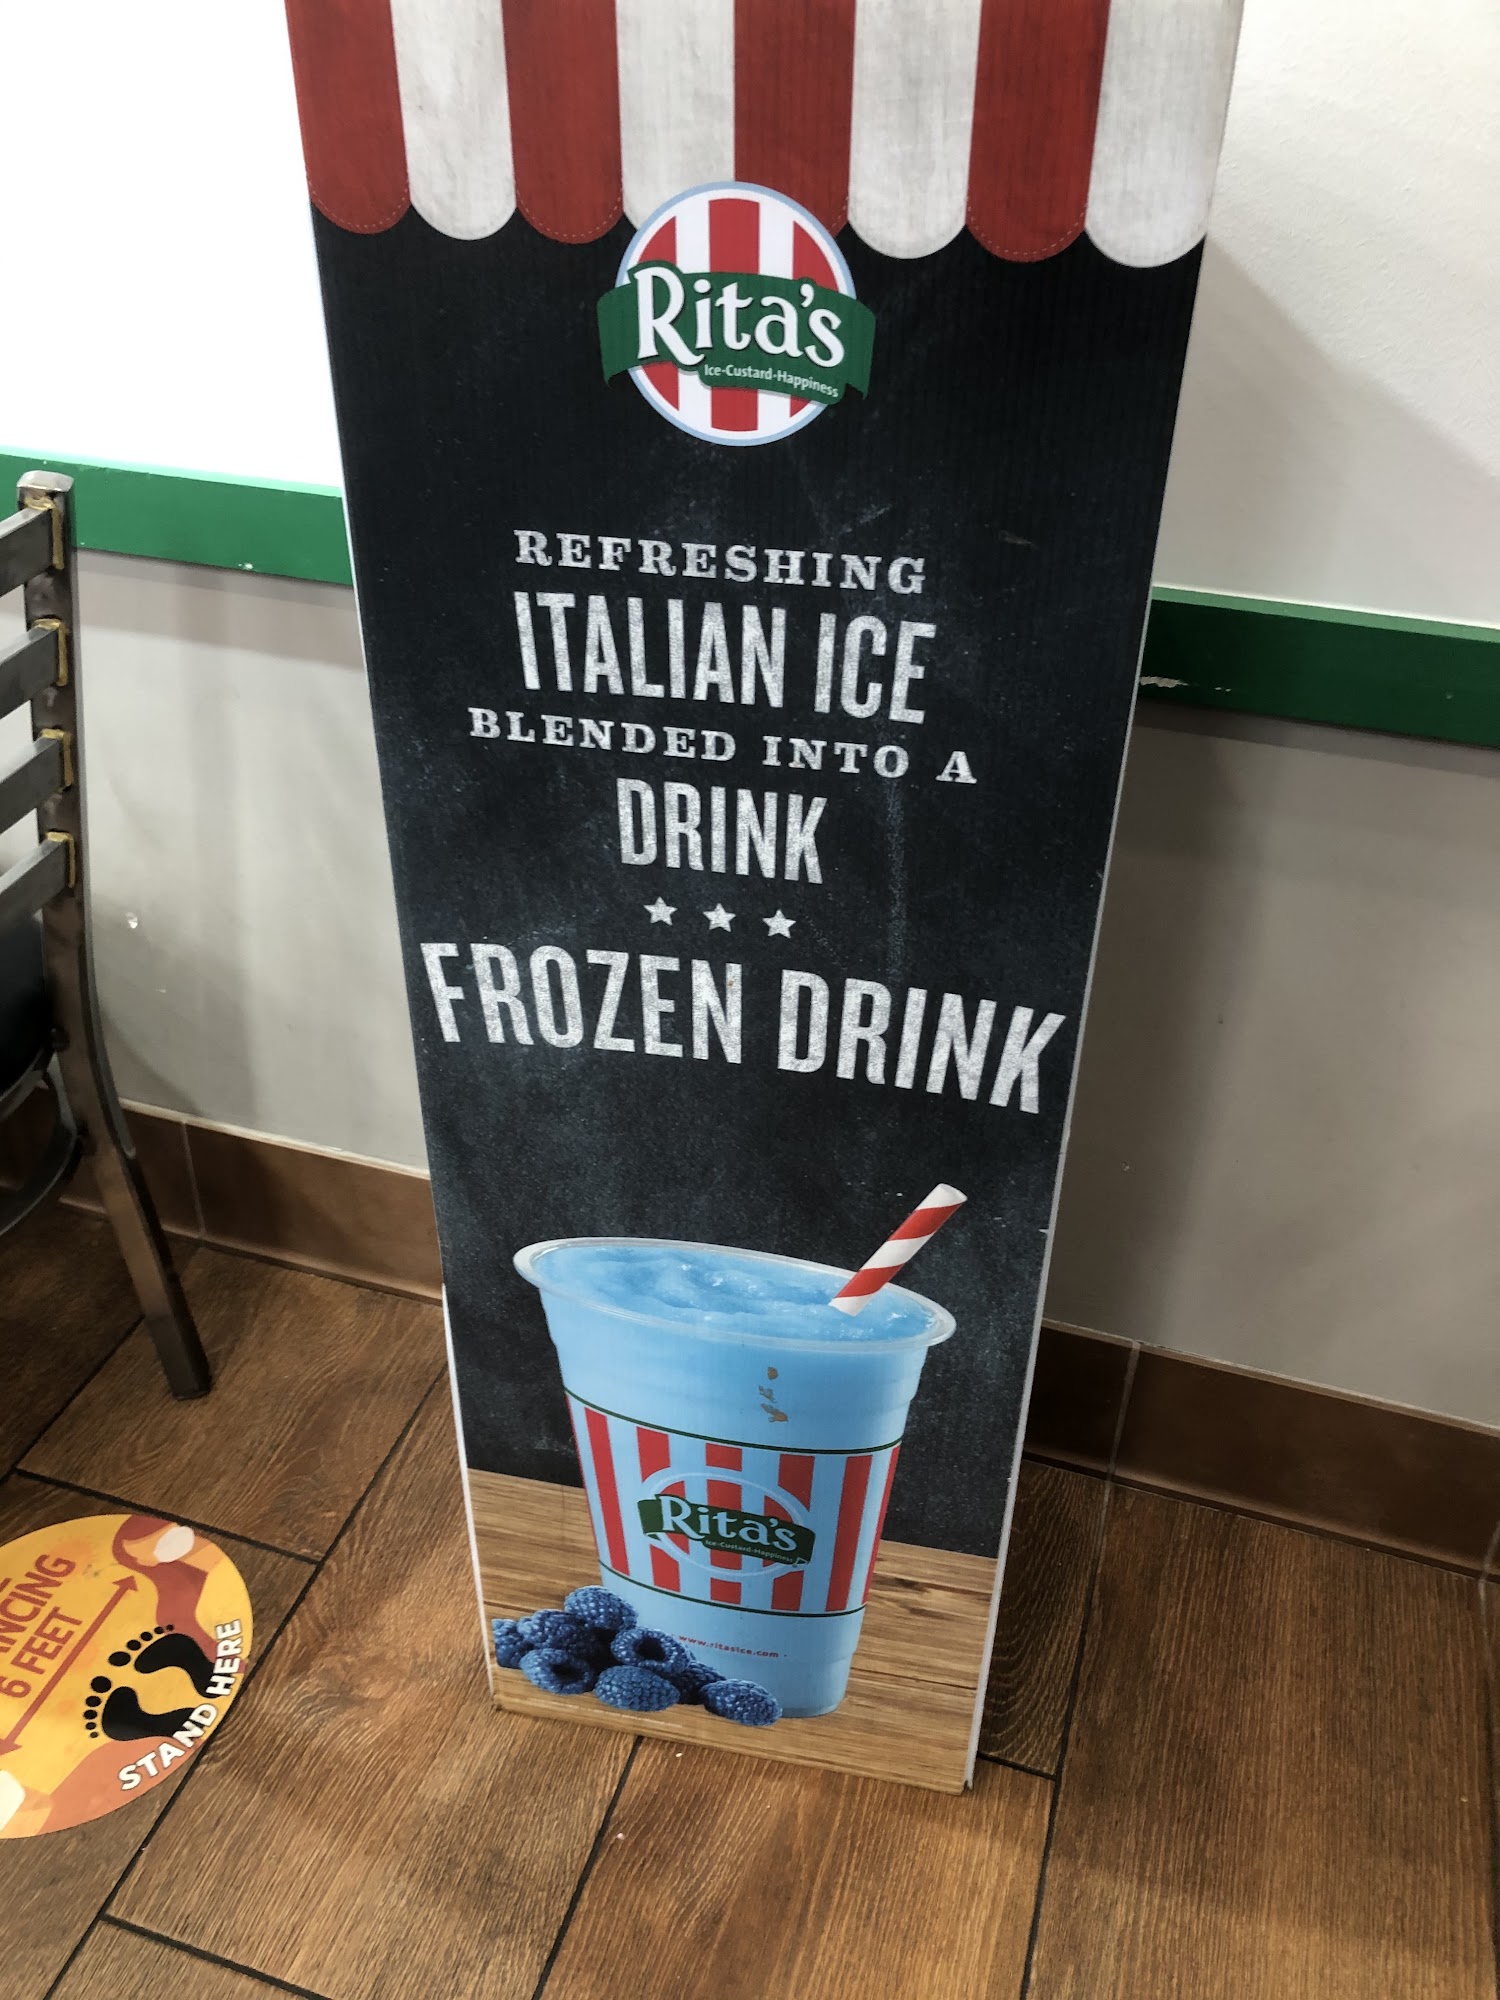 Rita's
Ice-Custard-Happiness
REFRESHING
ITALIAN ICE
BLENDED INTO A
DRINK
FROZEN DRINK
Rita's
Ice-Custard-Happiness
www.ritasice.com
6 FEET
STAND HERE